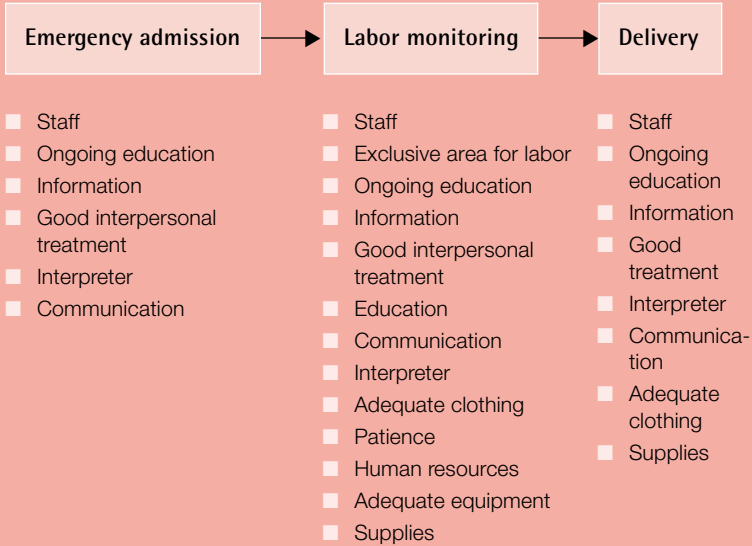 Emergency admission
Staff
Ongoing education
Information
Good interpersonal
treatment
Interpreter
Communication
Labor monitoring
Staff
Exclusive area for labor
Ongoing education
Information
Good interpersonal
treatment
Education
Communication
Interpreter
Adequate clothing
Patience
Human resources
Adequate equipment
Supplies
Delivery
Staff
Ongoing
education
Information
Good
treatment
Interpreter
Communica-
tion
Adequate
clothing
Supplies